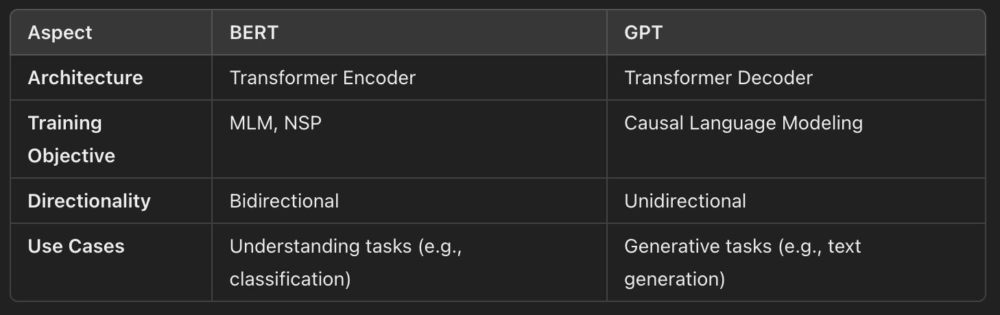 Aspect BERT GPT
Architecture Transformer Encoder Transformer Decoder
Training MLM, NSP Causal Language Modeling
Objective
Directionality Bidirectional Unidirectional
Use Cases Understanding tasks (e.g., Generative tasks (e.g., text
classification) generation)